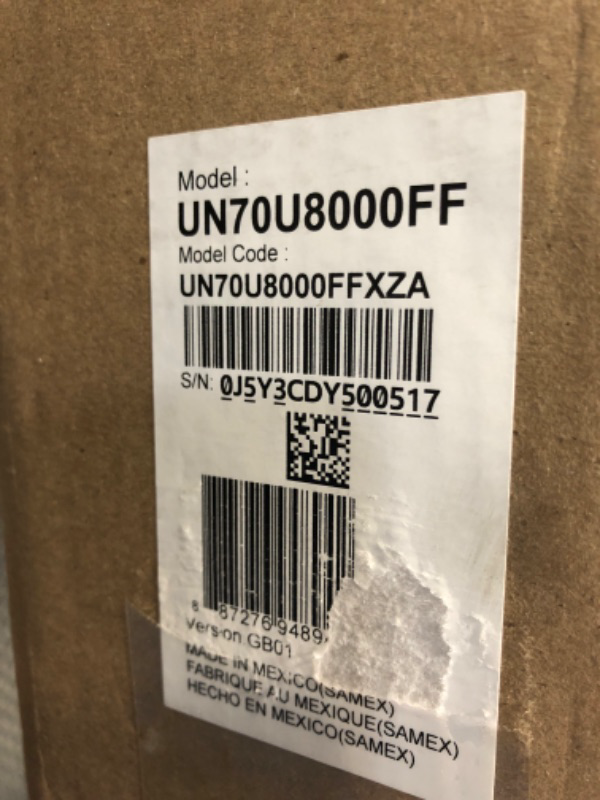 Model :
UN70U8000FF
Model Code :
UN70U8000FFXZA
S/N: 0J5Y3CDY500517
8 87276 9489
Version GB01
MADE IN MEXICO(SAMEX)
FABRIQUE AU MEXIQUE(SAMEX)
HECHO EN MEXICO(SAMEX)